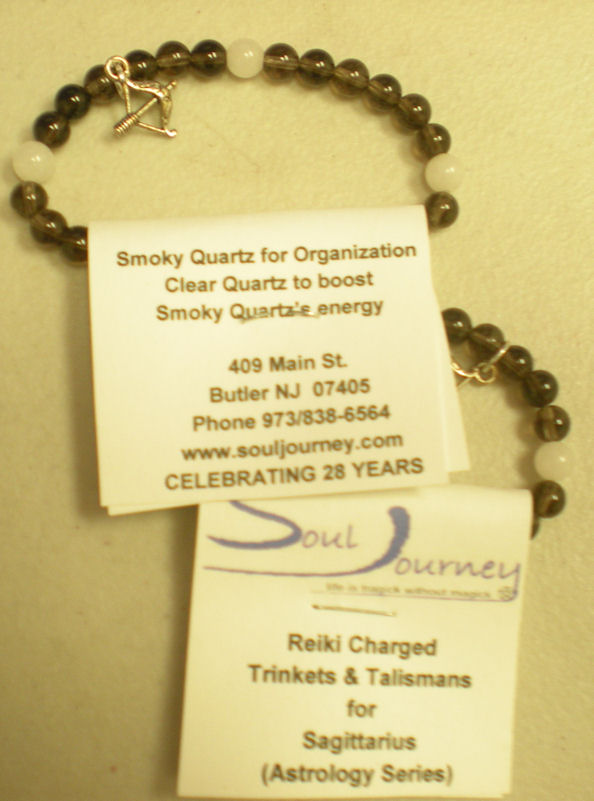 Smoky Quartz for Organization
Clear Quartz to boost
Smoky Quartz's energy
409 Main St.
Butler NJ 07405
Phone 973/838-6564
www.souljourney.com
CELEBRATING 28 YEARS
Soul Journey
life is magick without magick
Reiki Charged
Trinkets & Talismans
for
Sagittarius
(Astrology Series)